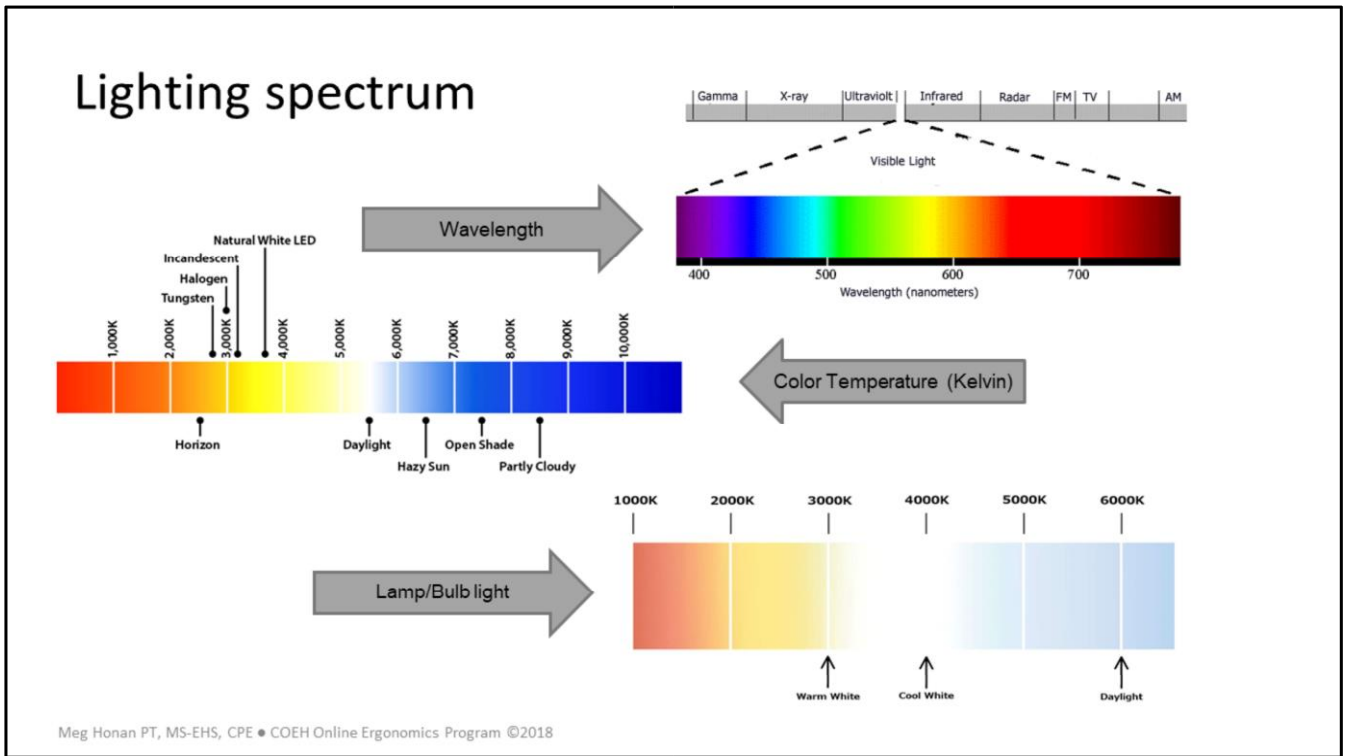 Lighting spectrum
Gamma X-ray Ultraviolt Infrared Radar FM TV AM
Visible Light
Wavelength
400 500 600 700
Wavelength (nanometers)
Natural White LED
Incandescent
Halogen
Tungsten
1,000K 2,000K 3,000K 4,000K 5,000K 6,000K 7,000K 8,000K 9,000K 10,000K
Horizon Daylight Open Shade
Hazy Sun Partly Cloudy
Color Temperature (Kelvin)
1000K 2000K 3000K 4000K 5000K 6000K
Lamp/Bulb light
Warm White Cool White Daylight
Meg Honan PT, MS-EHS, CPE ● COEH Online Ergonomics Program ©2018